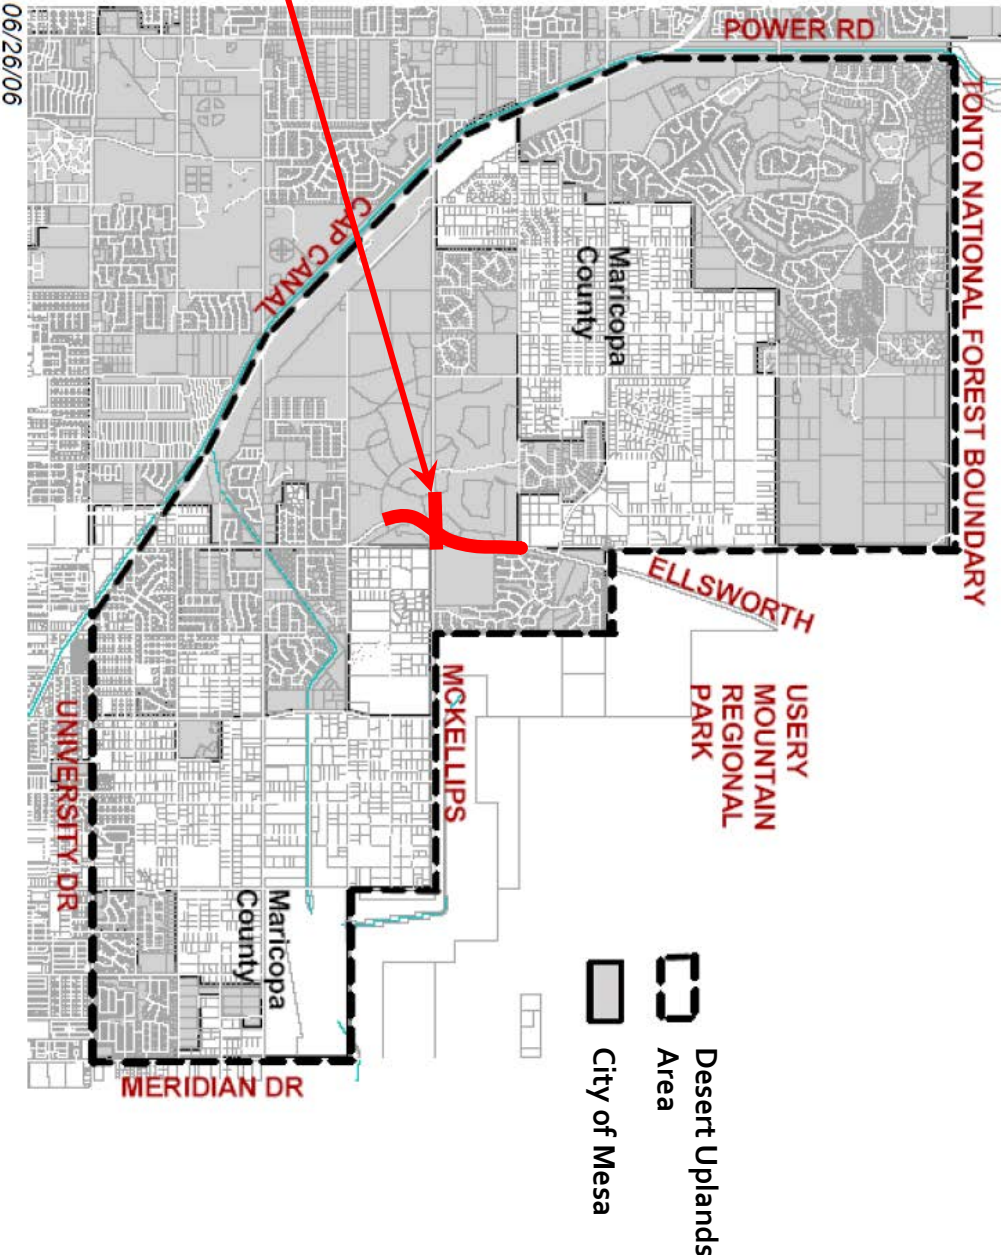 06/26/06
POWER RD
TONTO NATIONAL FOREST BOUNDARY
CAP CANAL
Maricopa
County
ELLSWORTH
USERY
MOUNTAIN
REGIONAL
PARK
MCKELLIPS
UNIVERSITY DR
Maricopa
County
MERIDIAN DR
Desert Uplands
Area
City of Mesa